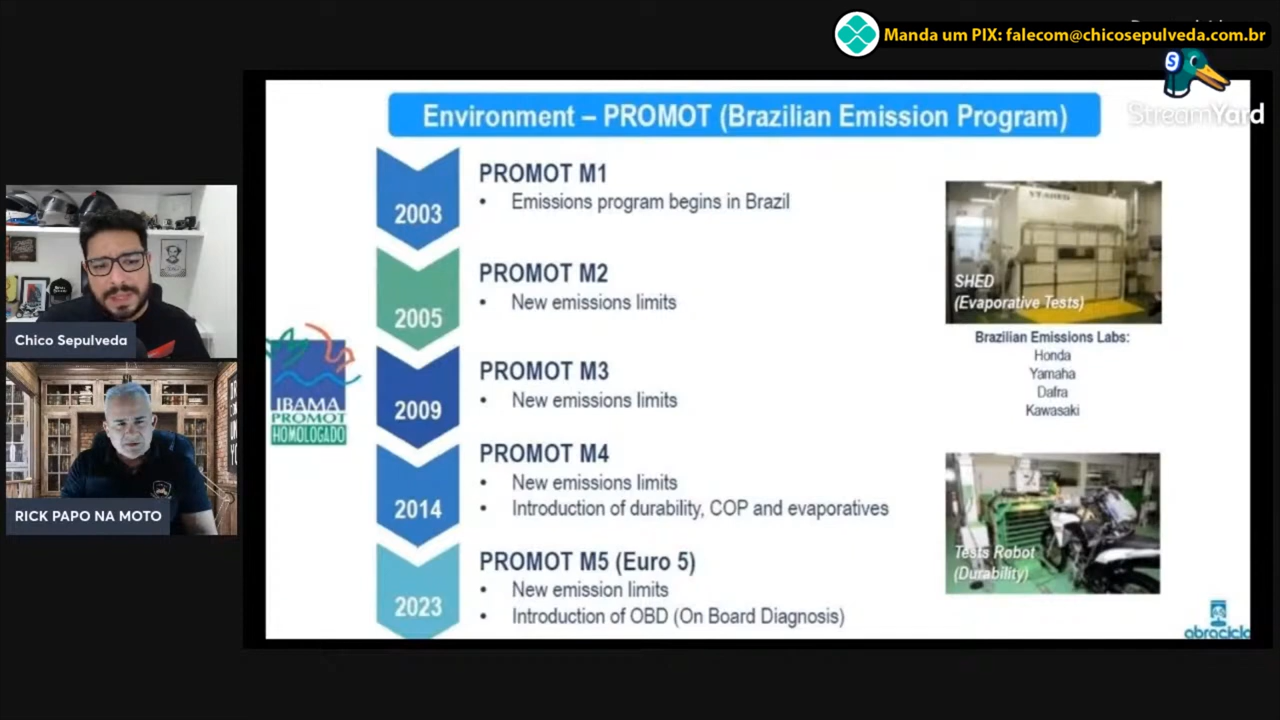 Manda um PIX: falecom@chicosepulveda.com.br
StreamYard
Environment – PROMOT (Brazilian Emission Program)
2003
PROMOT M1
• Emissions program begins in Brazil
2005
PROMOT M2
• New emissions limits
2009
PROMOT M3
• New emissions limits
2014
PROMOT M4
• New emissions limits
• Introduction of durability, COP and evaporatives
2023
PROMOT M5 (Euro 5)
• New emission limits
• Introduction of OBD (On Board Diagnosis)
IBAMA
PROMOT
HOMOLOGADO
SHED
(Evaporative Tests)
Brazilian Emissions Labs:
Honda
Yamaha
Dafra
Kawasaki
Tests Robot
(Durability)
abraciclo
Chico Sepulveda
RICK PAPO NA MOTO